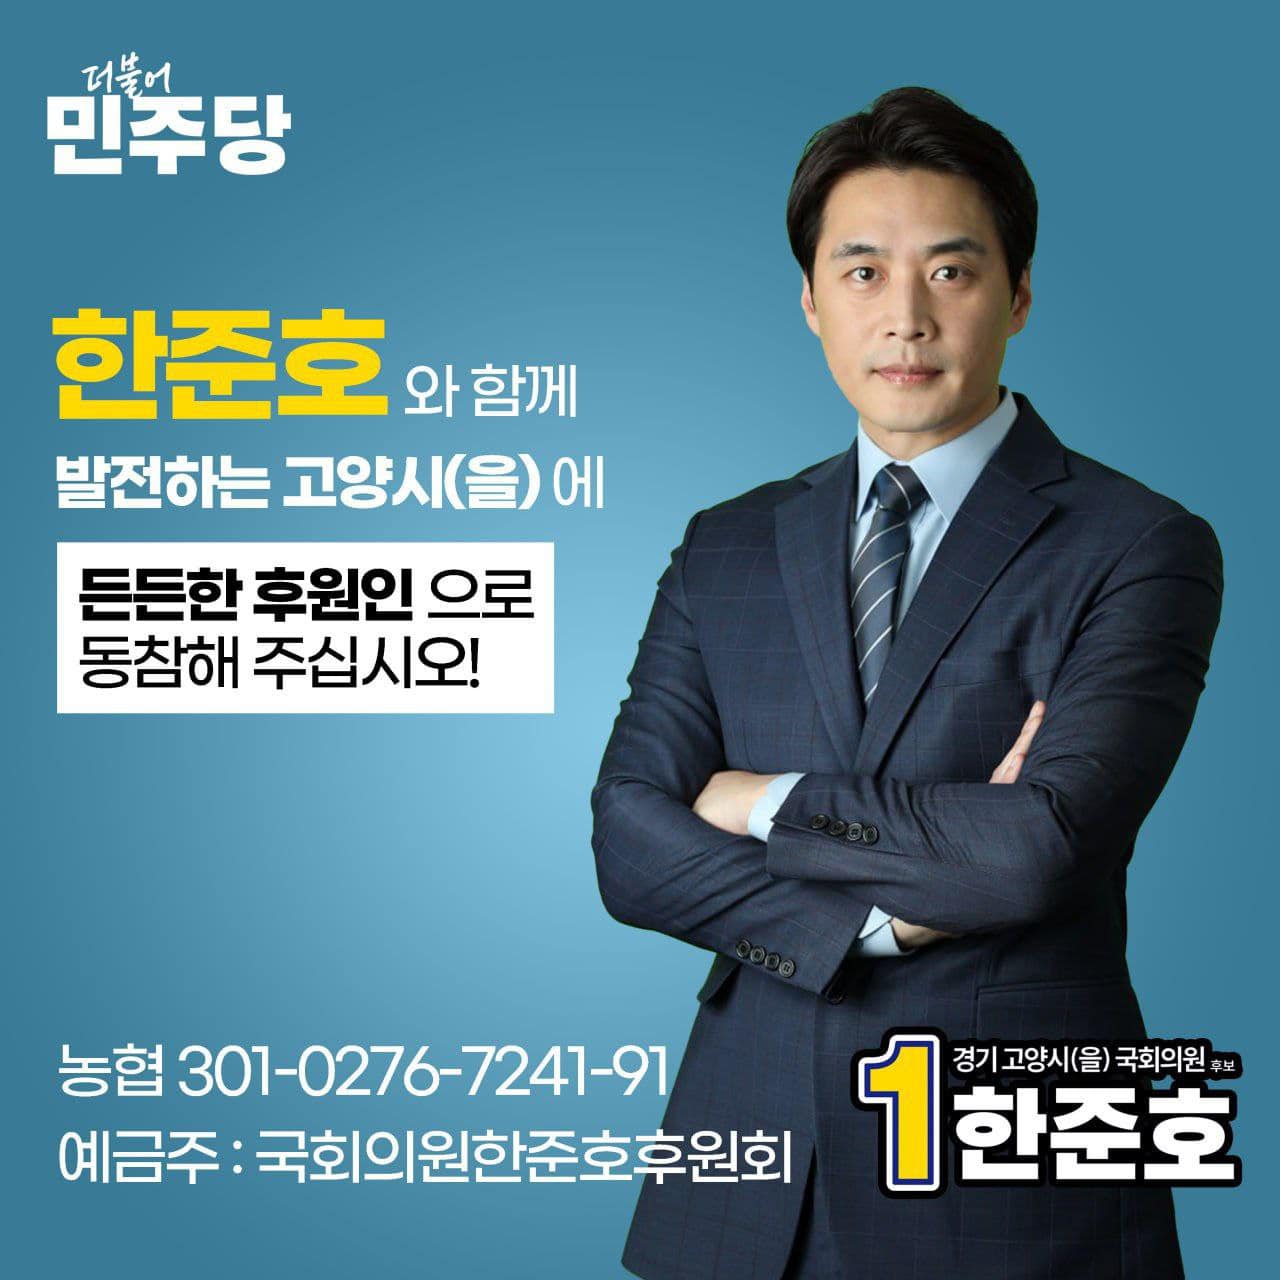 더불어
민주당
한준호와 함께
발전하는 고양시(을)에
든든한 후원인으로
동참해 주십시오!
농협 301-0276-7241-91
예금주 : 국회의원한준호후원회
1
경기 고양시(을) 국회의원 후보
한준호